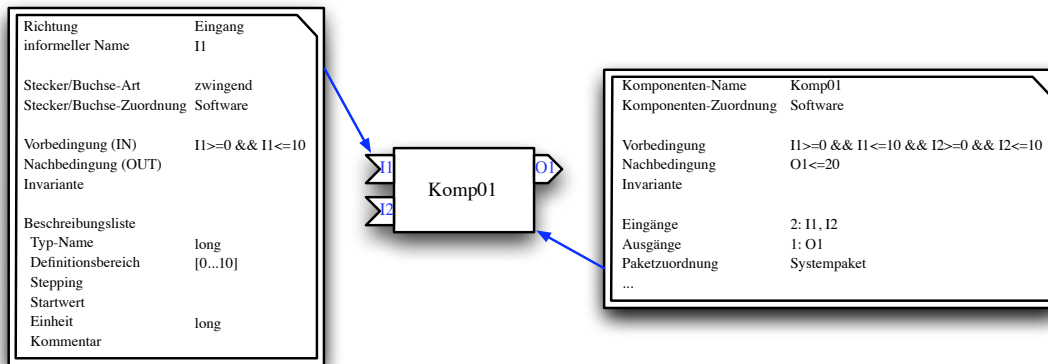 Richtung Eingang
informeller Name I1
Stecker/Buchse-Art zwingend
Stecker/Buchse-Zuordnung Software
Vorbedingung (IN) I1>=0 && I1<=10
Nachbedingung (OUT)
Invariante
Beschreibungsliste
Typ-Name long
Definitionsbereich [0...10]
Stepping
Startwert
Einheit long
Kommentar
I1
I2
Komp01
O1
Komponenten-Name Komp01
Komponenten-Zuordnung Software
Vorbedingung I1>=0 && I1<=10 && I2>=0 && I2<=10
Nachbedingung O1<=20
Invariante
Eingänge 2: I1, I2
Ausgänge 1: O1
Paketzuordnung Systempaket
...